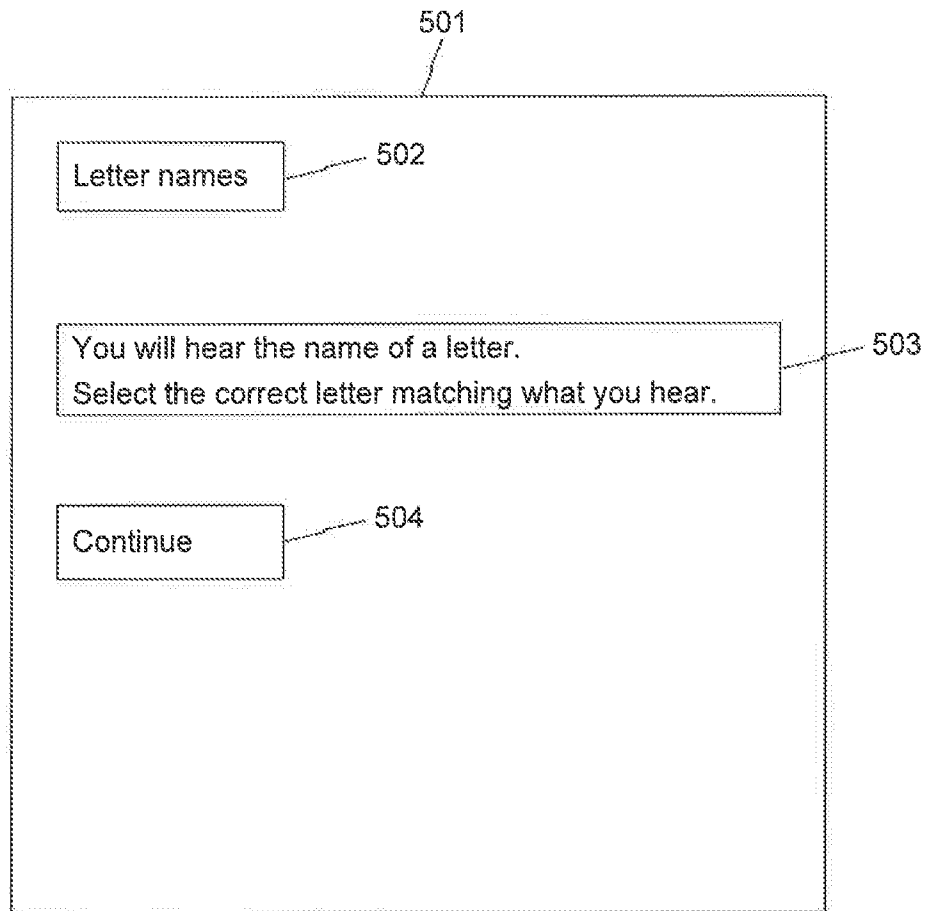 501
Letter names
502
You will hear the name of a letter.
503
Select the correct letter matching what you hear.
Continue
504